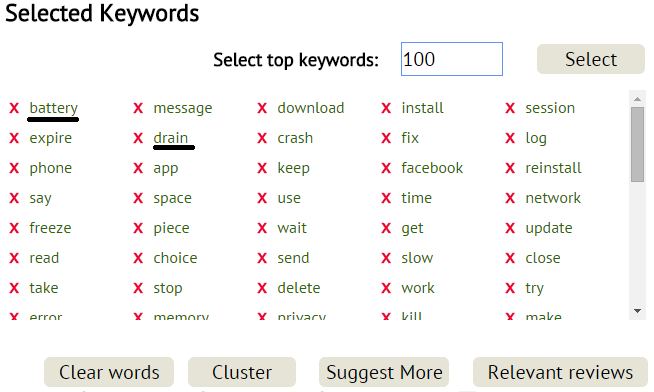 Selected Keywords
Select top keywords: 100 Select
X battery X message X download X install X session
X expire X drain X crash X fix X log
X phone X app X keep X facebook X reinstall
X say X space X use X time X network
X freeze X piece X wait X get X update
X read X choice X send X slow X close
X take X stop X delete X work X try
X error X memory X privacy X kill X make
Clear words Cluster Suggest More Relevant reviews